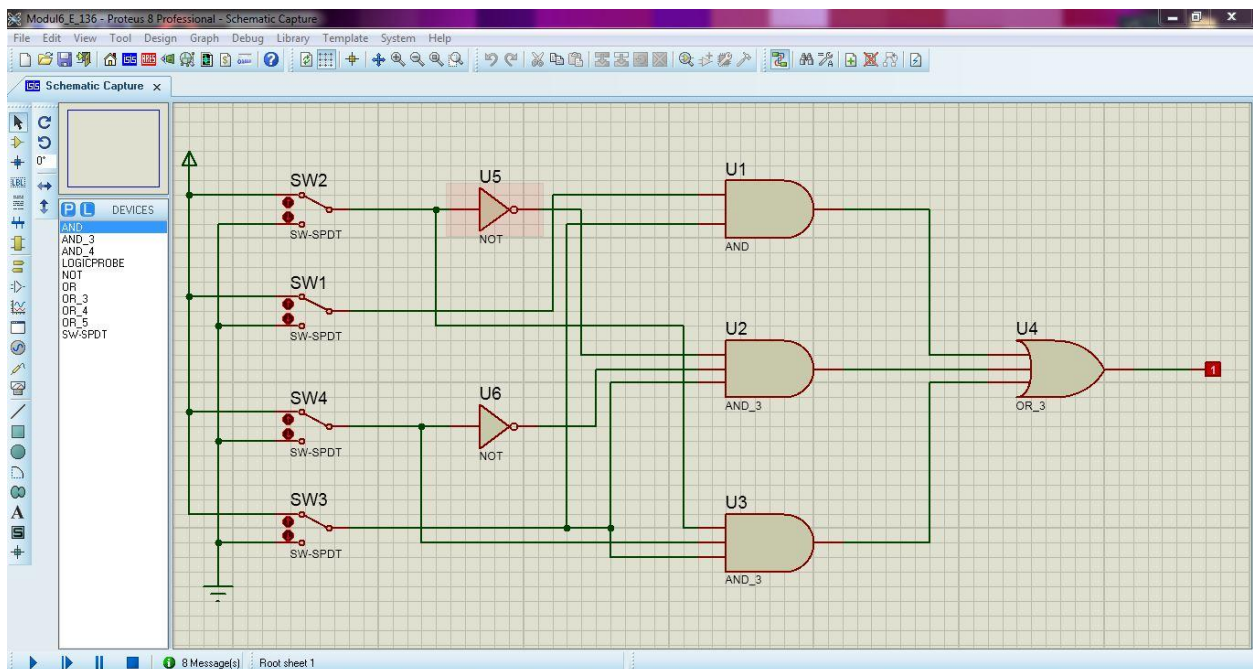 Modul6_E_136 - Proteus 8 Professional - Schematic Capture
File Edit View Tool Design Graph Debug Library Template System Help
Schematic Capture x
0°
P L DEVICES
AND
AND_3
AND_4
LOGICPROBE
NOT
OR
OR_3
OR_4
OR_5
SW-SPDT
SW2
SW-SPDT
U5
NOT
U1
AND
SW1
SW-SPDT
U2
AND_3
U4
OR_3
1
SW4
SW-SPDT
U6
NOT
SW3
SW-SPDT
U3
AND_3
8 Message(s) Root sheet 1